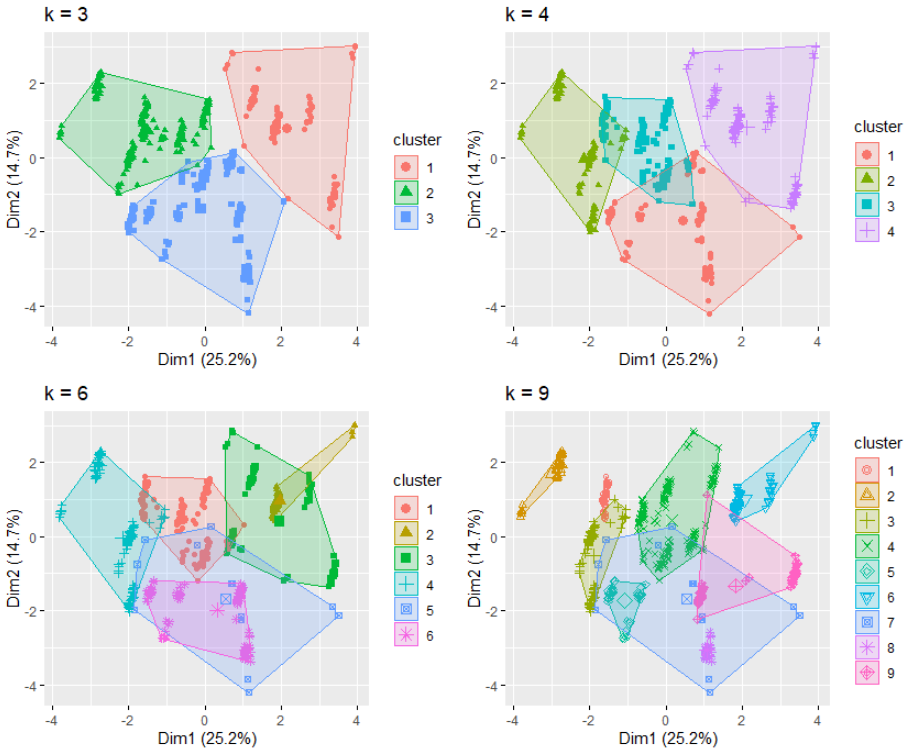 k = 3
2
0
-2
-4
Dim2 (14.7%)
-4 -2 0 2 4
Dim1 (25.2%)
cluster
1
2
3
k = 4
2
0
-2
-4
Dim2 (14.7%)
-4 -2 0 2 4
Dim1 (25.2%)
cluster
1
2
3
4
k = 6
2
0
-2
-4
Dim2 (14.7%)
-4 -2 0 2 4
Dim1 (25.2%)
cluster
1
2
3
4
5
6
k = 9
2
0
-2
-4
Dim2 (14.7%)
-4 -2 0 2 4
Dim1 (25.2%)
cluster
1
2
3
4
5
6
7
8
9